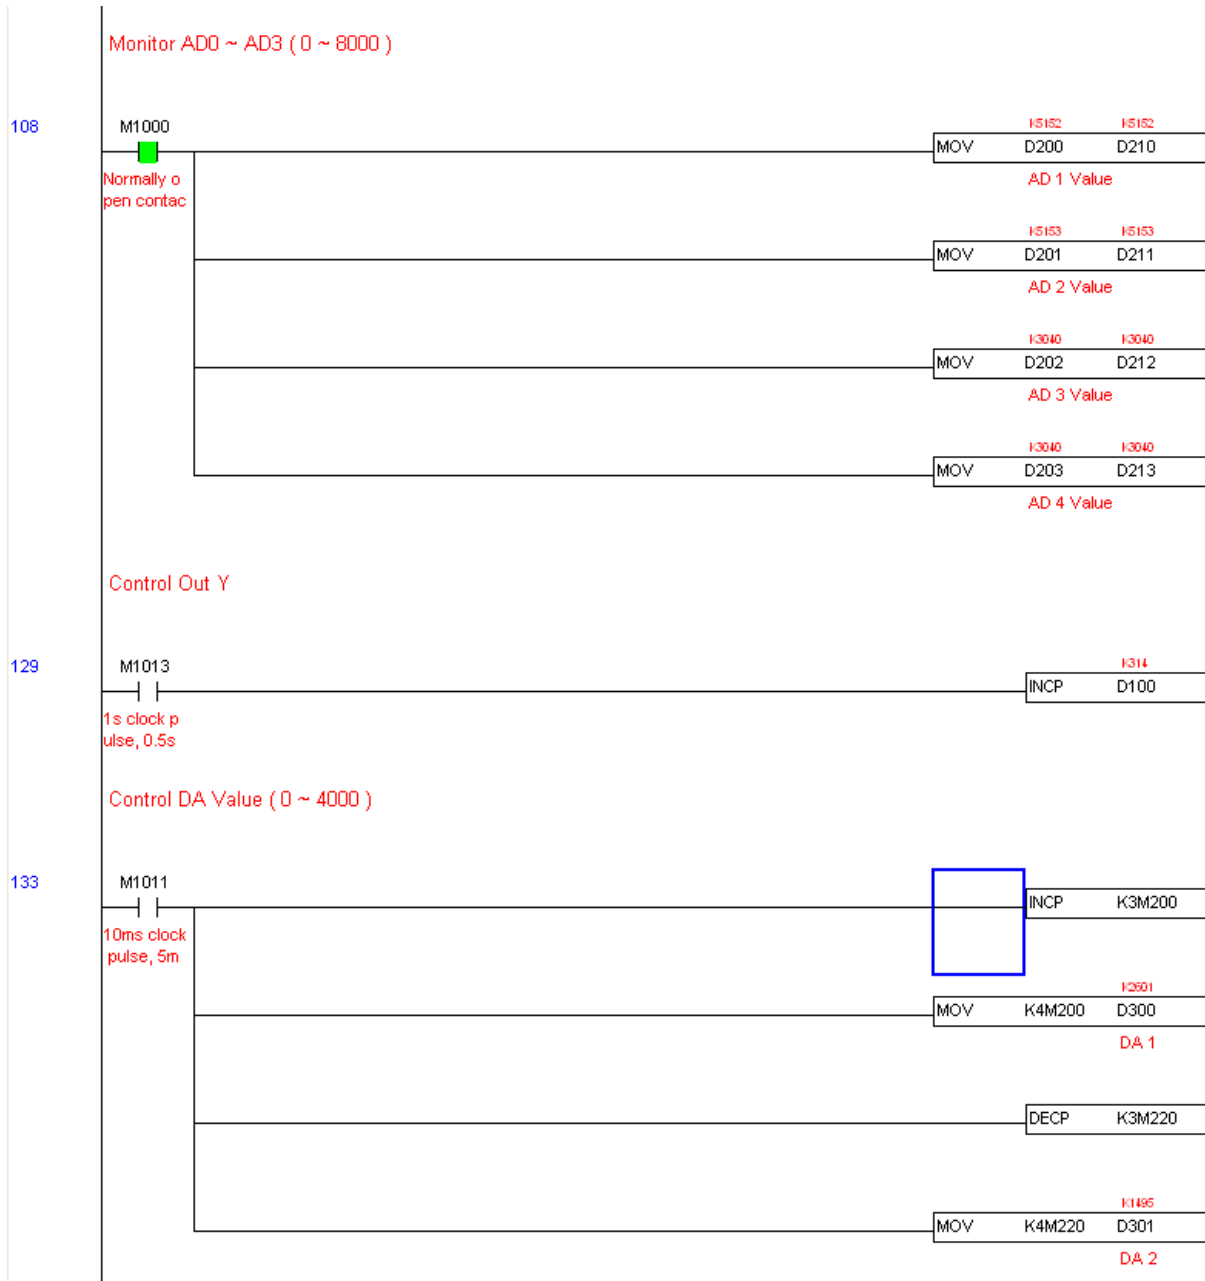 Monitor AD0 ~ AD3 ( 0 ~ 8000 )
108
M1000
Normally o
pen contac
K5152 K5152
MOV D200 D210
AD 1 Value
K5153 K5153
MOV D201 D211
AD 2 Value
K3040 K3040
MOV D202 D212
AD 3 Value
K3040 K3040
MOV D203 D213
AD 4 Value
Control Out Y
129
M1013
1s clock p
ulse, 0.5s
K314
INCP D100
Control DA Value ( 0 ~ 4000 )
133
M1011
10ms clock
pulse, 5m
INCP K3M200
K2601
MOV K4M200 D300
DA 1
DECP K3M220
K1495
MOV K4M220 D301
DA 2